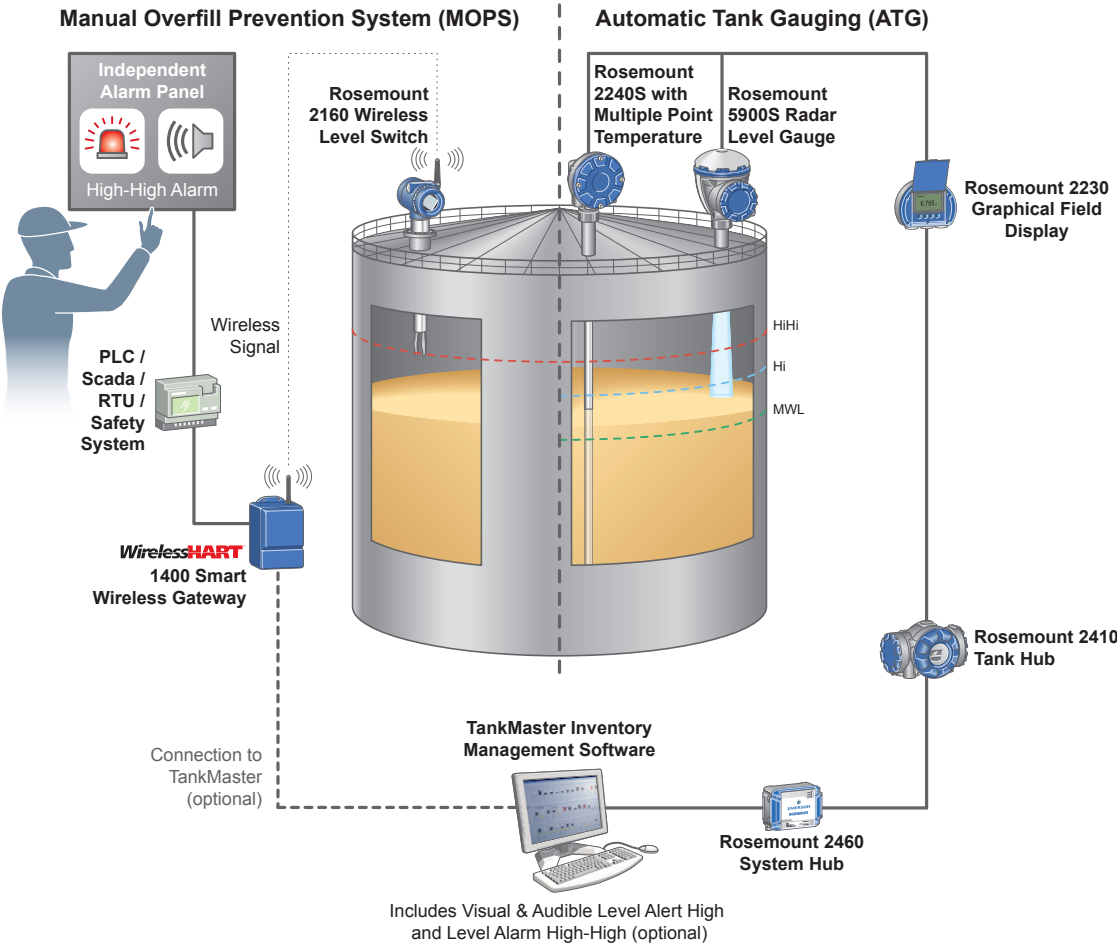 Manual Overfill Prevention System (MOPS)
Automatic Tank Gauging (ATG)
Independent
Alarm Panel
High-High Alarm
Rosemount
2160 Wireless
Level Switch
Rosemount
2240S with
Multiple Point
Temperature
Rosemount
5900S Radar
Level Gauge
Rosemount 2230
Graphical Field
Display
Wireless
Signal
HiHi
Hi
MWL
PLC /
Scada /
RTU /
Safety
System
WirelessHART
1400 Smart
Wireless Gateway
Rosemount 2410
Tank Hub
Connection to
TankMaster
(optional)
TankMaster Inventory
Management Software
EMERSON
Rosemount 2460
System Hub
Includes Visual & Audible Level Alert High
and Level Alarm High-High (optional)